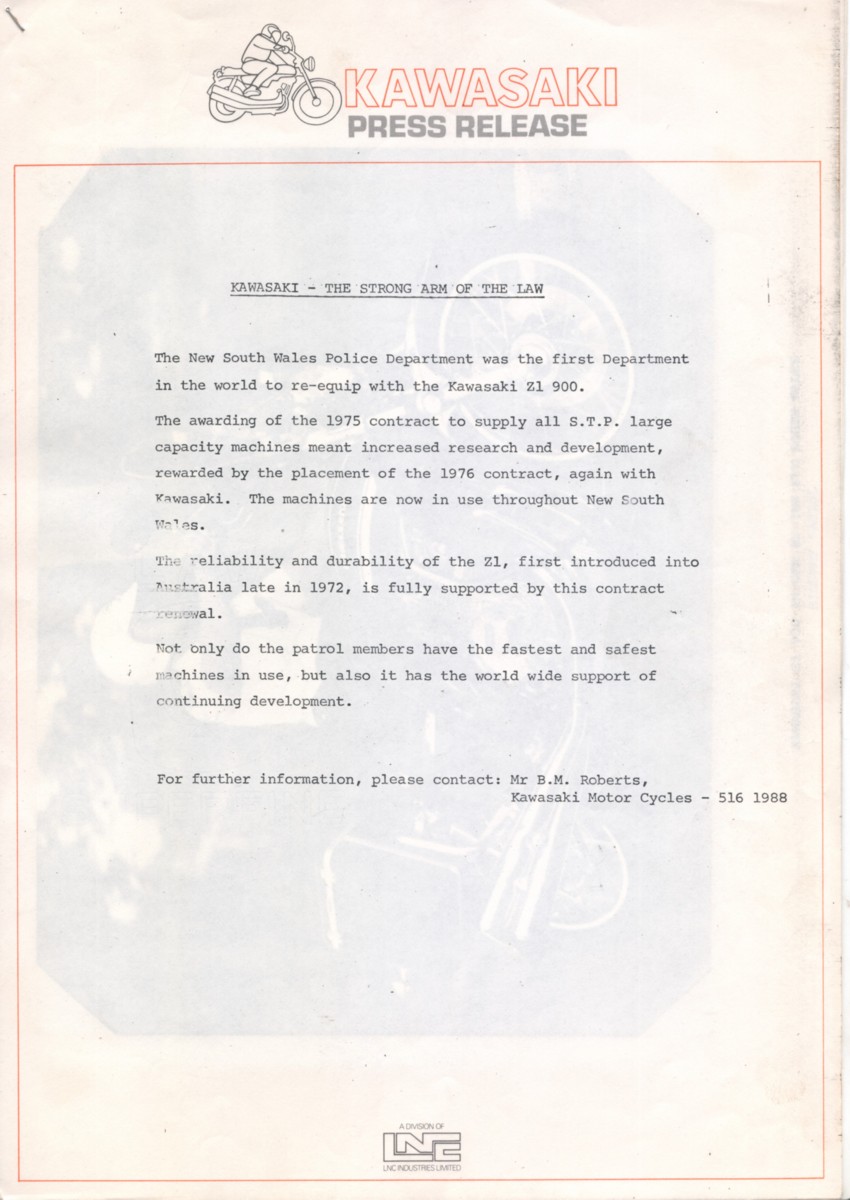 KAWASAKI
PRESS RELEASE
KAWASAKI - THE STRONG ARM OF THE LAW
The New South Wales Police Department was the first Department
in the world to re-equip with the Kawasaki Z1 900.
The awarding of the 1975 contract to supply all S.T.P. large
capacity machines meant increased research and development,
rewarded by the placement of the 1976 contract, again with
Kawasaki. The machines are now in use throughout New South
Wales.
The reliability and durability of the Z1, first introduced into
Australia late in 1972, is fully supported by this contract
renewal.
Not only do the patrol members have the fastest and safest
machines in use, but also it has the world wide support of
continuing development.
For further information, please contact: Mr B.M. Roberts,
Kawasaki Motor Cycles - 516 1988
A DIVISION OF
LNC
LNC INDUSTRIES LIMITED